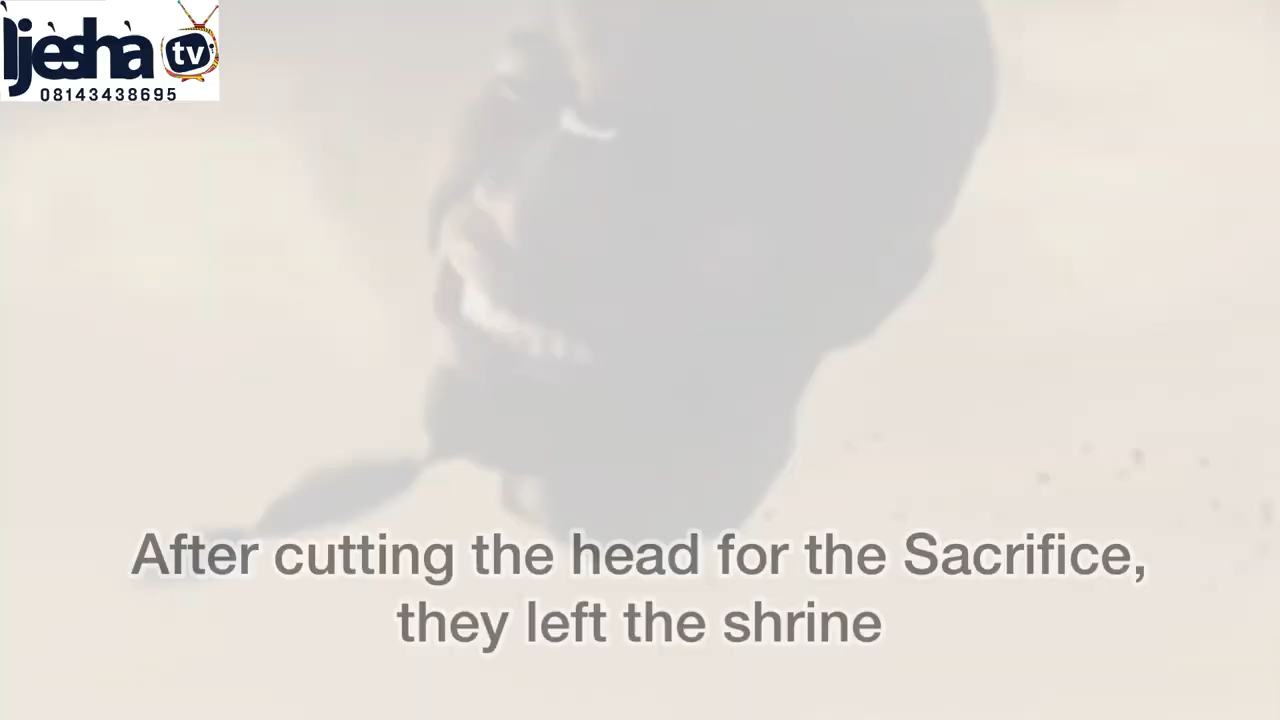 Ijesha tv
08143438695
After cutting the head for the Sacrifice,
they left the shrine